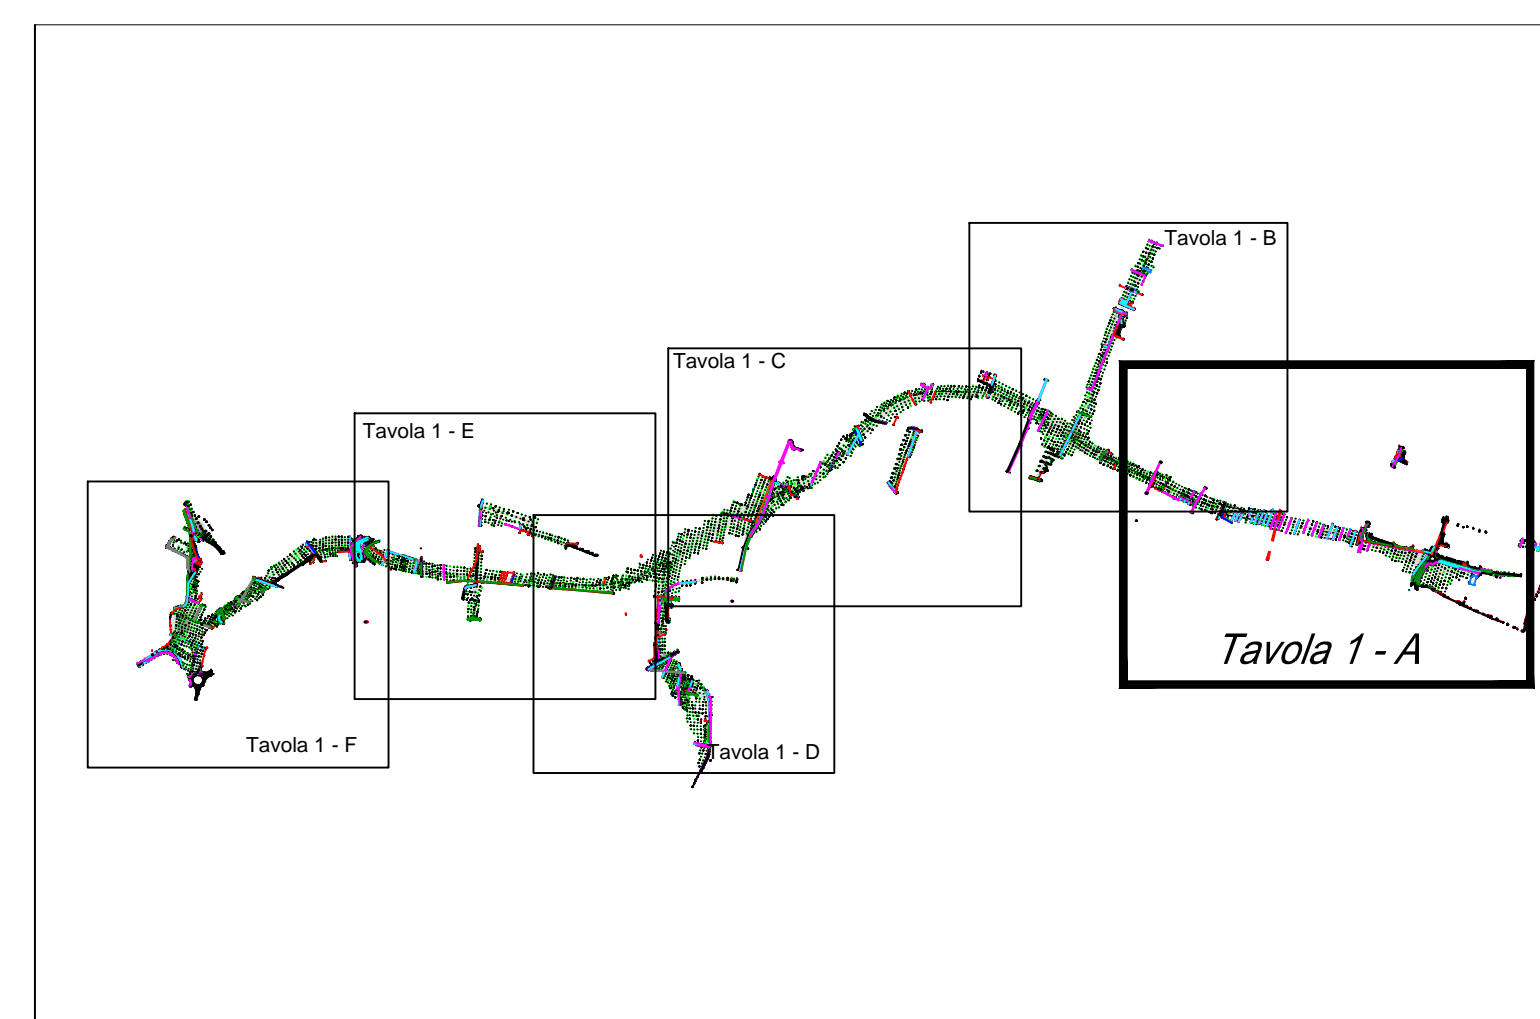 Tavola 1 - B
Tavola 1 - C
Tavola 1 - E
Tavola 1 - A
Tavola 1 - F
Tavola 1 - D